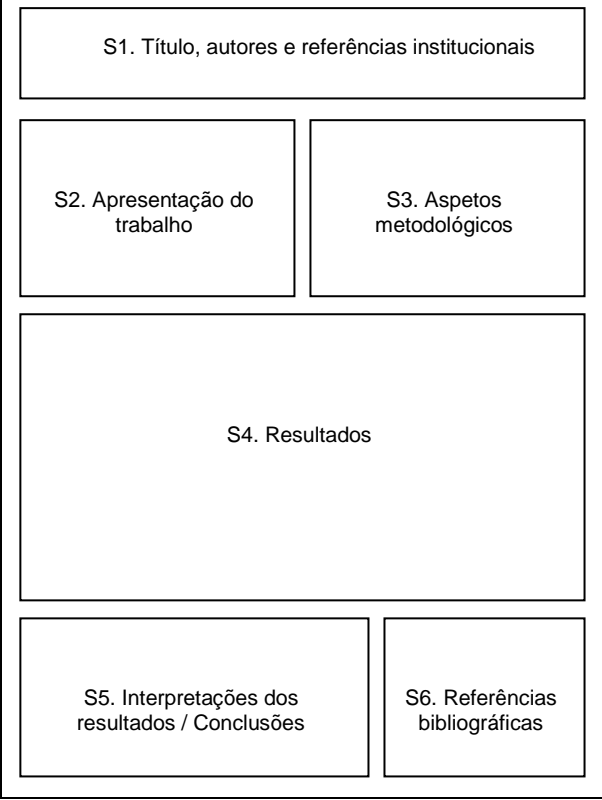 S1. Título, autores e referências institucionais
S2. Apresentação do
trabalho
S3. Aspetos
metodológicos
S4. Resultados
S5. Interpretações dos
resultados / Conclusões
S6. Referências
bibliográficas